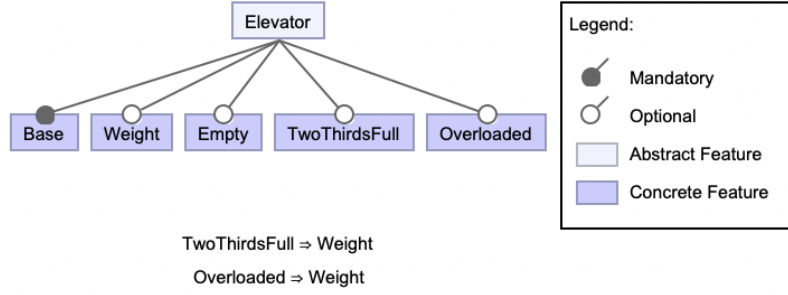 Elevator
Legend:
Mandatory
Optional
Abstract Feature
Concrete Feature
Base Weight Empty TwoThirdsFull Overloaded
TwoThirdsFull ⇒ Weight
Overloaded ⇒ Weight